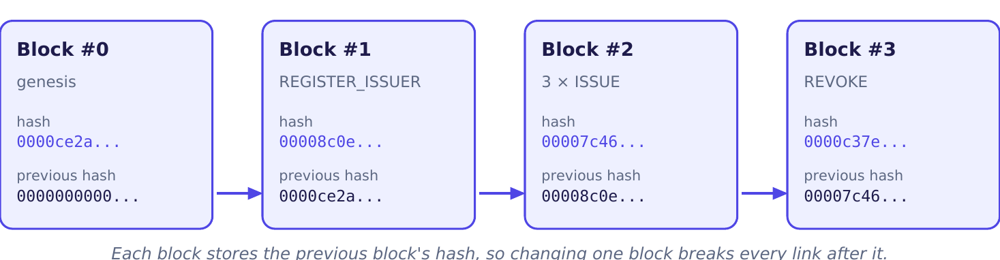 Block #0
genesis
hash
0000ce2a...
previous hash
0000000000...
Block #1
REGISTER_ISSUER
hash
00008c0e...
previous hash
0000ce2a...
Block #2
3 × ISSUE
hash
00007c46...
previous hash
00008c0e...
Block #3
REVOKE
hash
0000c37e...
previous hash
00007c46...
Each block stores the previous block's hash, so changing one block breaks every link after it.